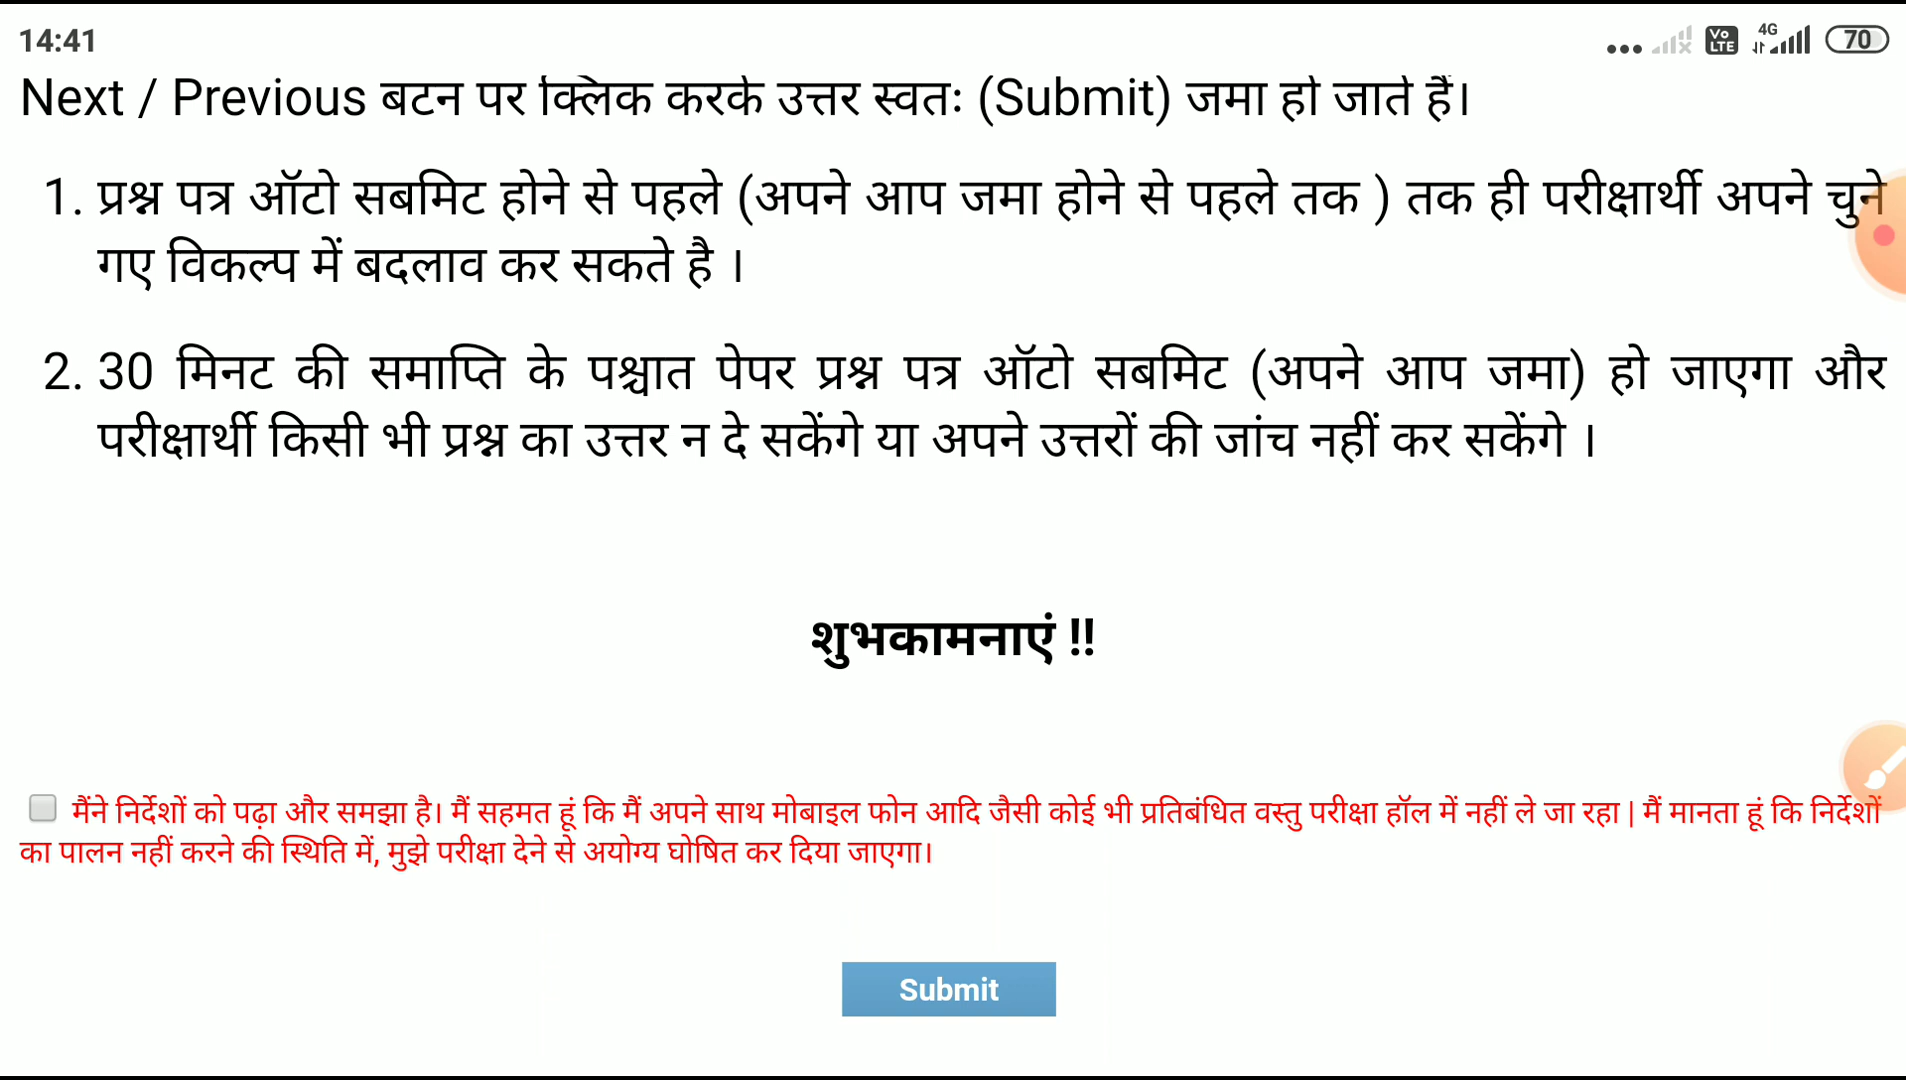 14:41
Vo LTE 4G 70
Next / Previous बटन पर क्लिक करके उत्तर स्वतः (Submit) जमा हो जाते हैं।
1. प्रश्न पत्र ऑटो सबमिट होने से पहले (अपने आप जमा होने से पहले तक ) तक ही परीक्षार्थी अपने चुने
गए विकल्प में बदलाव कर सकते है ।
2. 30 मिनट की समाप्ति के पश्चात पेपर प्रश्न पत्र ऑटो सबमिट (अपने आप जमा) हो जाएगा और
परीक्षार्थी किसी भी प्रश्न का उत्तर न दे सकेंगे या अपने उत्तरों की जांच नहीं कर सकेंगे ।
शुभकामनाएं !!
मैंने निर्देशों को पढ़ा और समझा है। मैं सहमत हूं कि मैं अपने साथ मोबाइल फोन आदि जैसी कोई भी प्रतिबंधित वस्तु परीक्षा हॉल में नहीं ले जा रहा | मैं मानता हूं कि निर्देशों
का पालन नहीं करने की स्थिति में, मुझे परीक्षा देने से अयोग्य घोषित कर दिया जाएगा।
Submit